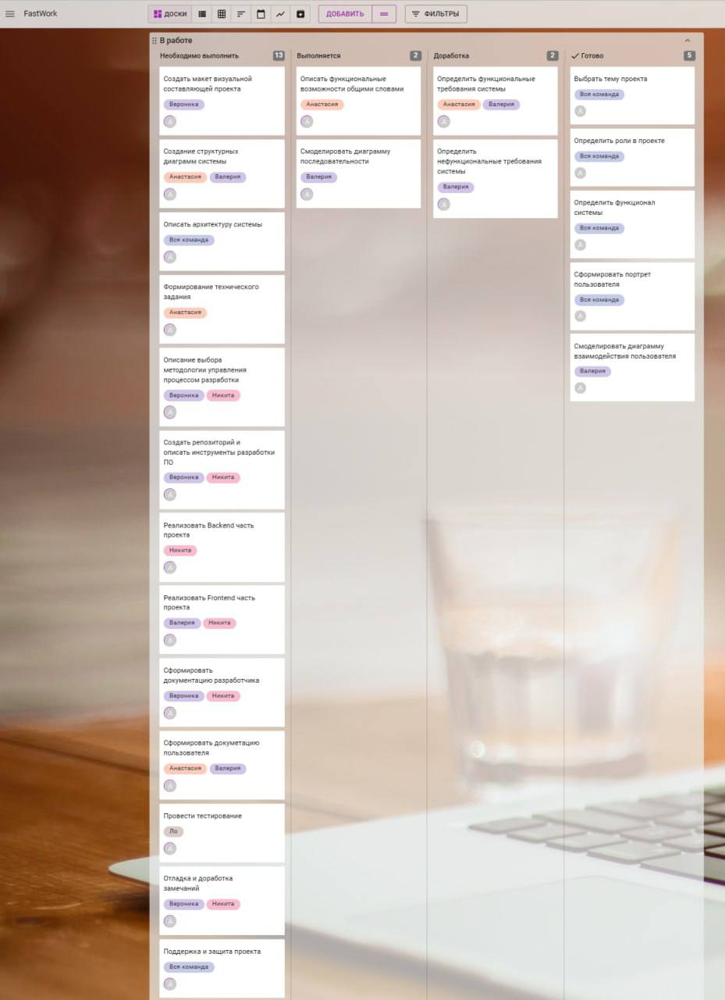 FastWork
ДОСКИ
ДОБАВИТЬ
ФИЛЬТРЫ
В работе
Необходимо выполнить 13
Создать макет визуальной
составляющей проекта
Вероника
А
Создание структурных
диаграмм системы
Анастасия Валерия
А
Описать архитектуру системы
Вся команда
А
Формирование технического
задания
Анастасия
А
Описание выбора
методологии управления
процессом разработки
Вероника Никита
А
Создать репозиторий и
описать инструменты разработки
ПО
Вероника Никита
А
Реализовать Backend часть
проекта
Никита
А
Реализовать Frontend часть
проекта
Валерия Никита
А
Сформировать
документацию разработчика
Вероника Никита
А
Сформировать докуметацию
пользователя
Анастасия Валерия
А
Провести тестирование
Ло
А
Отладка и доработка
замечаний
Вероника Никита
А
Поддержка и защита проекта
Вся команда
А
Выполняется 2
Описать функциональные
возможности общими словами
Анастасия
А
Смоделировать диаграмму
последовательности
Валерия
А
Доработка 2
Определить функциональные
требования системы
Анастасия Валерия
А
Определить
нефункциональные требования
системы
Валерия
А
Готово 5
Выбрать тему проекта
Вся команда
А
Определить роли в проекте
Вся команда
А
Определить функционал
системы
Вся команда
А
Сформировать портрет
пользователя
Вся команда
А
Смоделировать диаграмму
взаимодействия пользователя
Валерия
А